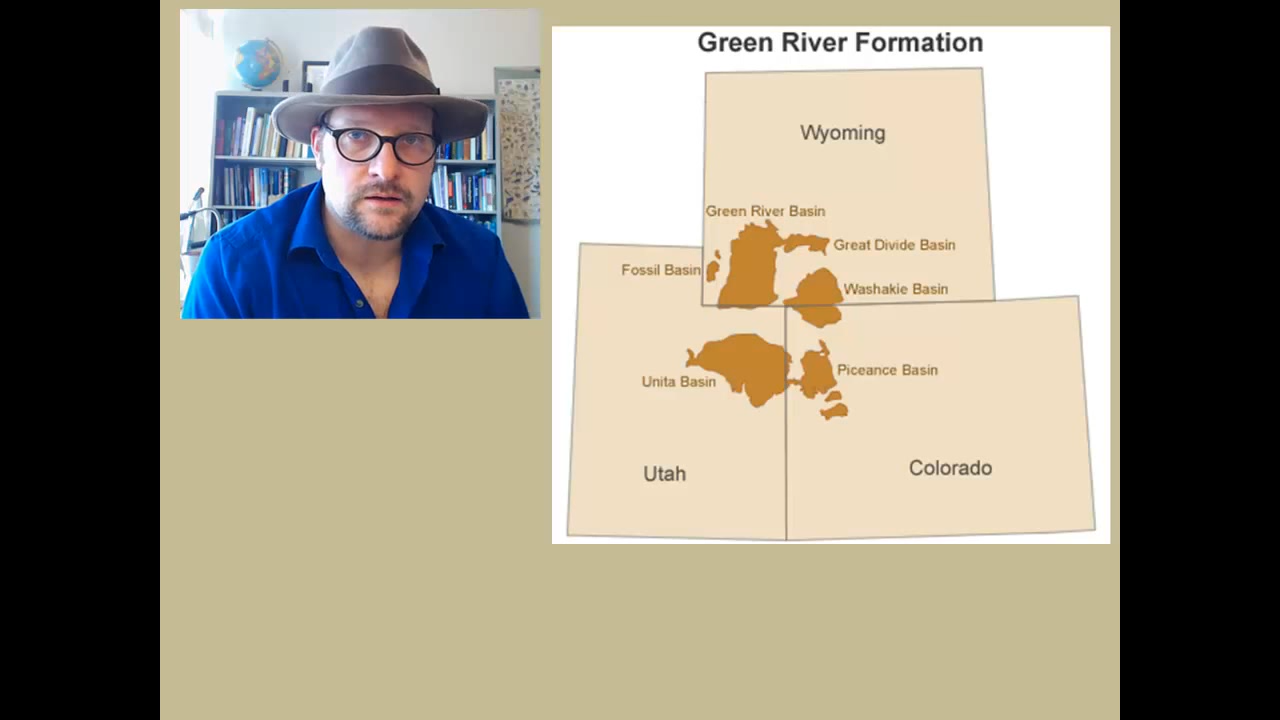 Green River Formation
Wyoming
Green River Basin
Great Divide Basin
Fossil Basin
Washakie Basin
Piceance Basin
Unita Basin
Utah
Colorado